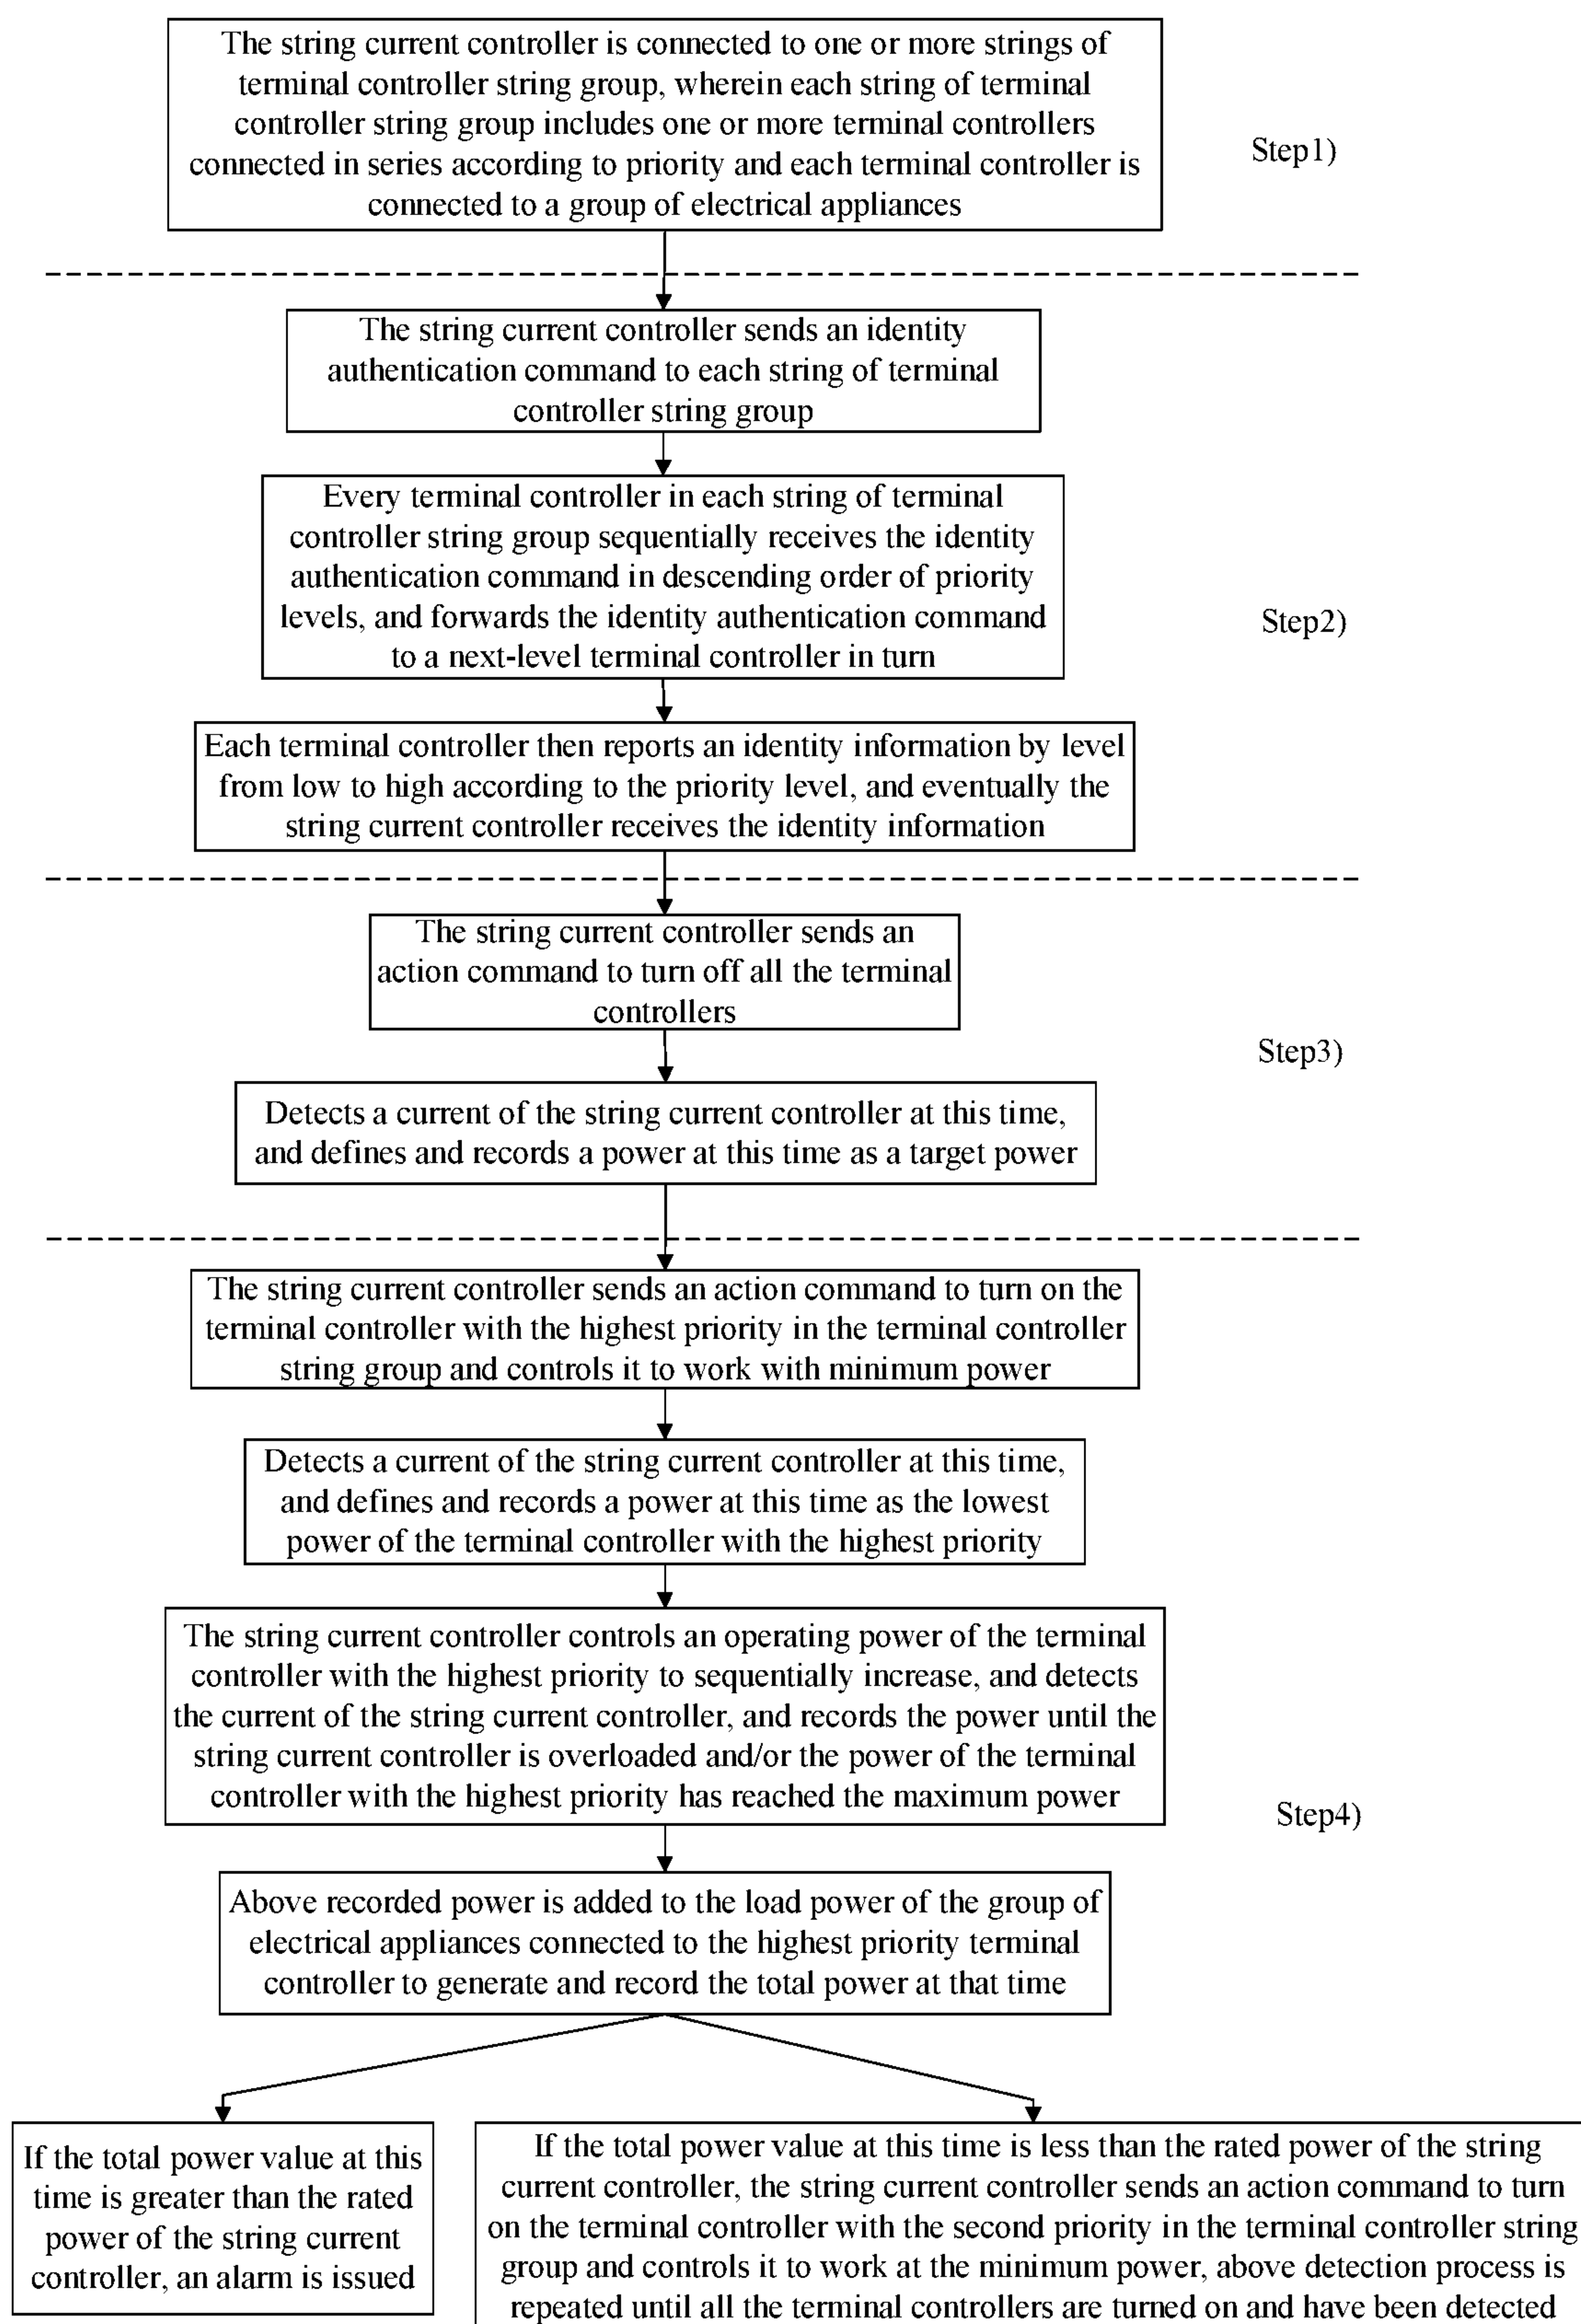 The string current controller is connected to one or more strings of
terminal controller string group, wherein each string of terminal
controller string group includes one or more terminal controllers
connected in series according to priority and each terminal controller is
connected to a group of electrical appliances
Step1)
The string current controller sends an identity
authentication command to each string of terminal
controller string group
Every terminal controller in each string of terminal
controller string group sequentially receives the identity
authentication command in descending order of priority
levels, and forwards the identity authentication command
to a next-level terminal controller in turn
Step2)
Each terminal controller then reports an identity information by level
from low to high according to the priority level, and eventually the
string current controller receives the identity information
The string current controller sends an
action command to turn off all the terminal
controllers
Step3)
Detects a current of the string current controller at this time,
and defines and records a power at this time as a target power
The string current controller sends an action command to turn on the
terminal controller with the highest priority in the terminal controller
string group and controls it to work with minimum power
Detects a current of the string current controller at this time,
and defines and records a power at this time as the lowest
power of the terminal controller with the highest priority
The string current controller controls an operating power of the terminal
controller with the highest priority to sequentially increase, and detects
the current of the string current controller, and records the power until the
string current controller is overloaded and/or the power of the terminal
controller with the highest priority has reached the maximum power
Step4)
Above recorded power is added to the load power of the group of
electrical appliances connected to the highest priority terminal
controller to generate and record the total power at that time
If the total power value at this
time is greater than the rated
power of the string current
controller, an alarm is issued
If the total power value at this time is less than the rated power of the string
current controller, the string current controller sends an action command to turn
on the terminal controller with the second priority in the terminal controller string
group and controls it to work at the minimum power, above detection process is
repeated until all the terminal controllers are turned on and have been detected